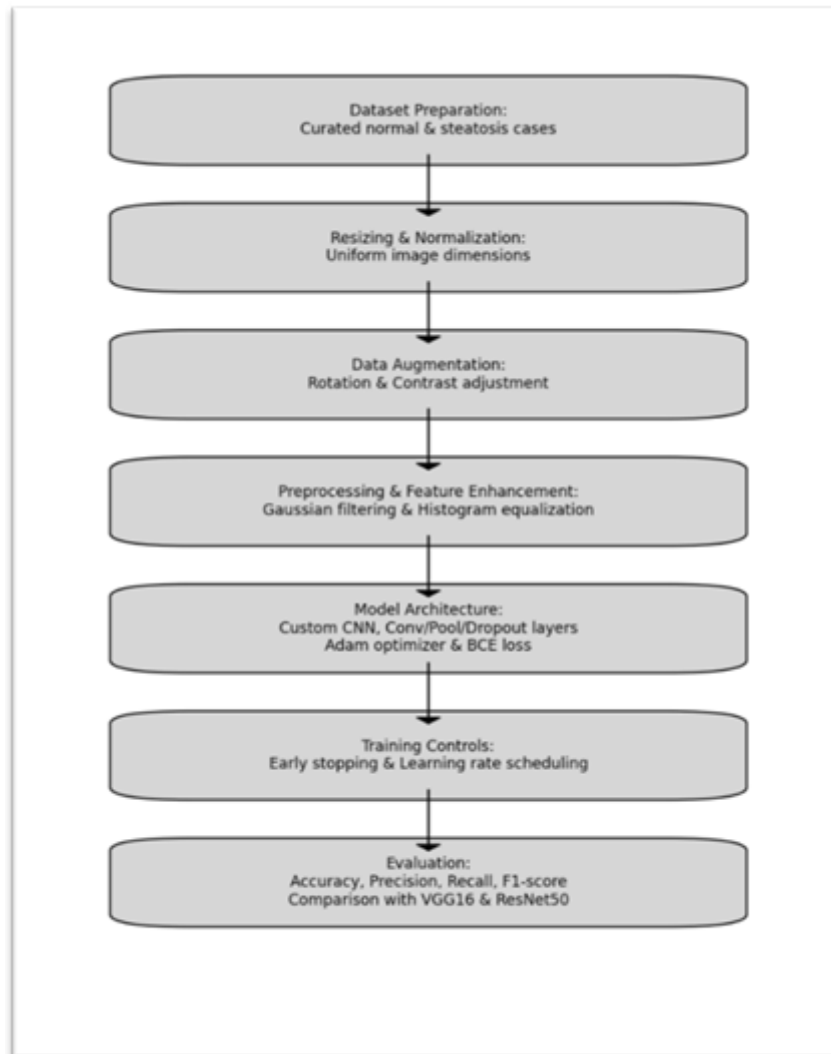 Dataset Preparation:
Curated normal & steatosis cases
Resizing & Normalization:
Uniform image dimensions
Data Augmentation:
Rotation & Contrast adjustment
Preprocessing & Feature Enhancement:
Gaussian filtering & Histogram equalization
Model Architecture:
Custom CNN, Conv/Pool/Dropout layers
Adam optimizer & BCE loss
Training Controls:
Early stopping & Learning rate scheduling
Evaluation:
Accuracy, Precision, Recall, F1-score
Comparison with VGG16 & ResNet50